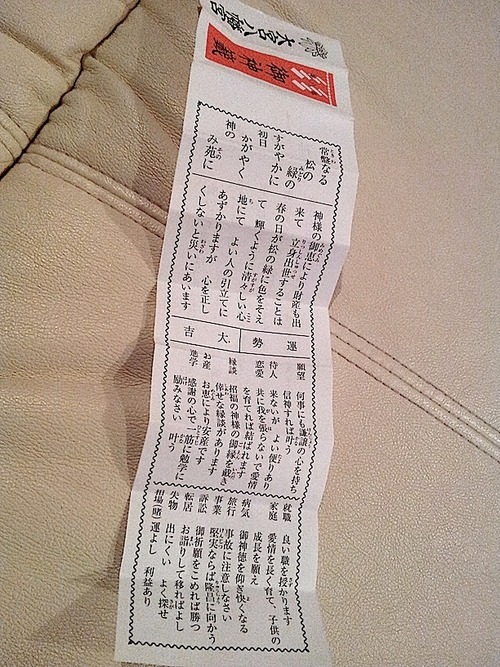 大宮八幡宮
御神籤
常盤なる
松の
緑の
すがやかに
初日
かがやく
神の
み苑に
神様の御恵により財産も出
来て 立身出世することは
春の日が松の緑に色をそえ
て 輝くように清々しい心
地にて よい人の引立に
あずかりますが 心を正し
くしないと災いにあいます
運勢
大吉
願望 何事にも謙譲の心を持ち
信神すれば叶う
待人 来ないが よい便りあり
恋愛 共に我を張らないで愛情
を育てれば結ばれます
縁談 招福の神様の御縁を戴き
倖せな縁談があります
お産 お恵により安産です
進学 感謝の心で一筋に勉学に
励みなさい 叶う
就職 良い職を授かります
家庭 愛情を長く育て、子供の
成長を願え
病気 御神徳を仰ぎ快くなる
旅行 事故に注意しなさい
事業 堅実ならば隆昌に向かう
訴訟 御祈願をこめれば勝つ
転居 お詣りして移ればよし
失物 出にくい よく探せ
相場 運よし 利益あり